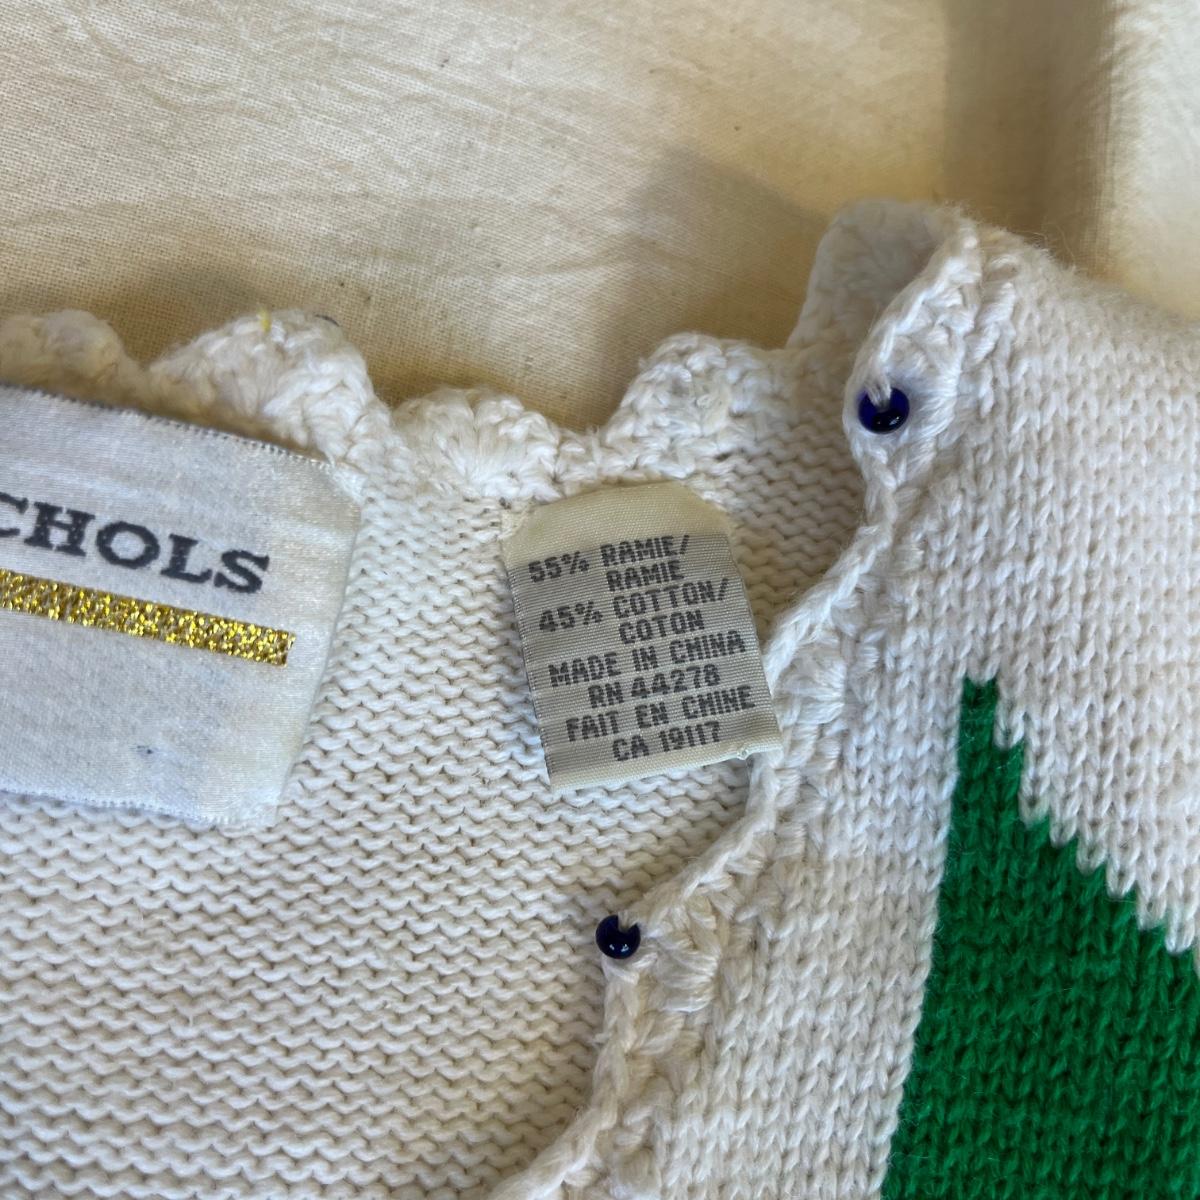 CHOLS
55% RAMIE/
RAMIE
45% COTTON/
COTON
MADE IN CHINA
RN 44278
FAIT EN CHINE
CA 19117